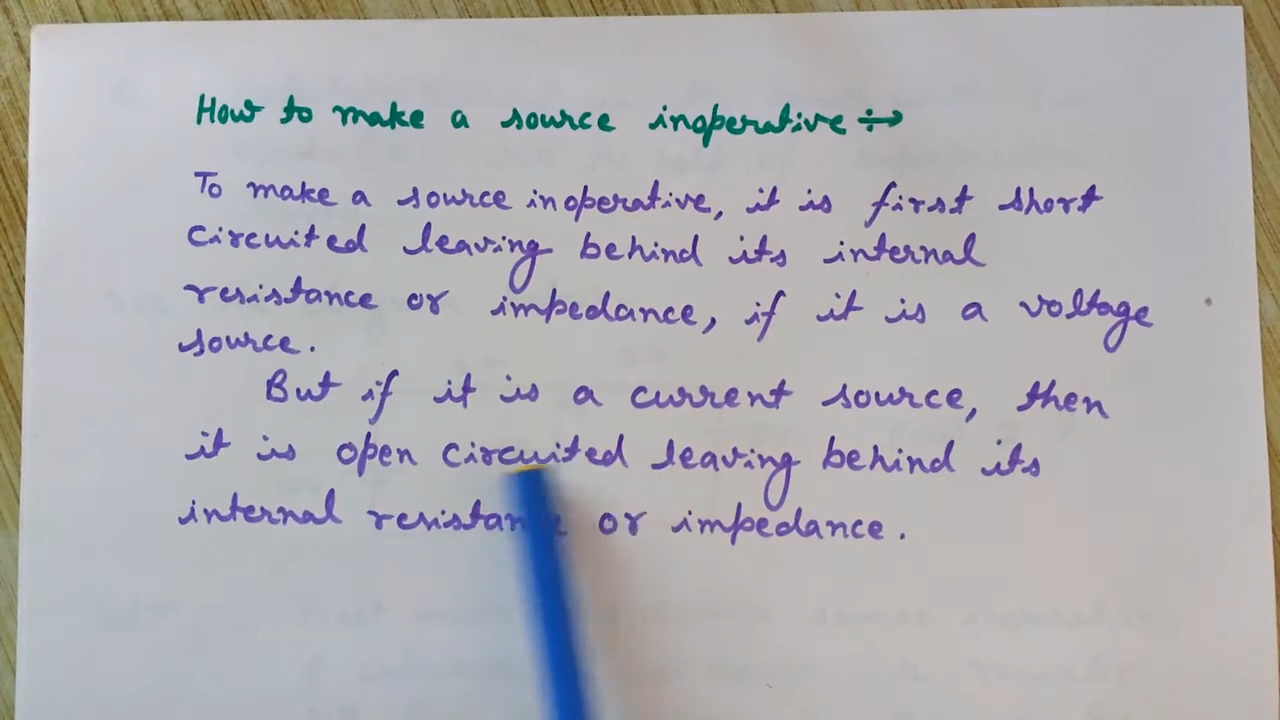 How to make a source inoperative ÷→
To make a source inoperative, it is first short
circuited leaving behind its internal
resistance or impedance, if it is a voltage
source.
But if it is a current source, then
it is open circuited leaving behind its
internal resistance or impedance.